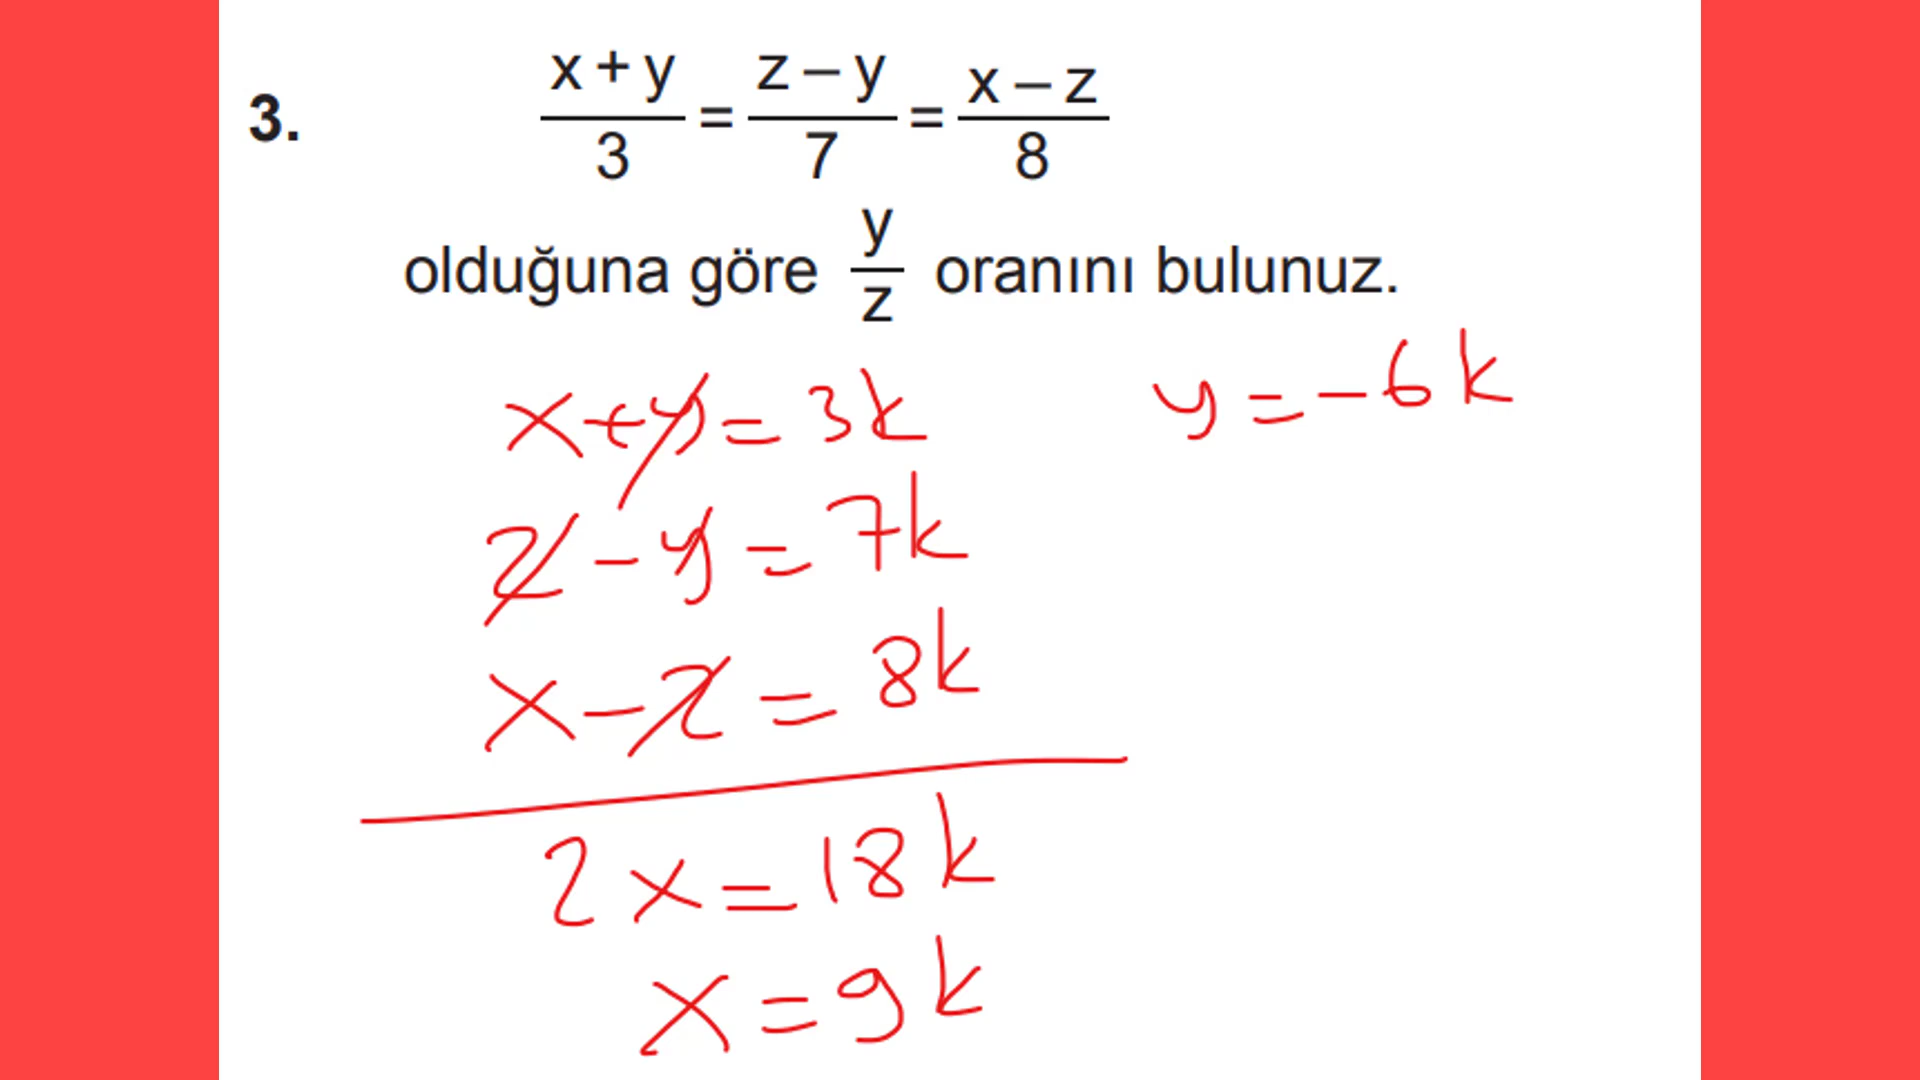 3. x + y / 3 = z – y / 7 = x – z / 8
olduğuna göre y / z oranını bulunuz.
x+y=3k
y=-6k
z-y=7k
x-z=8k
2x=18k
x=9k